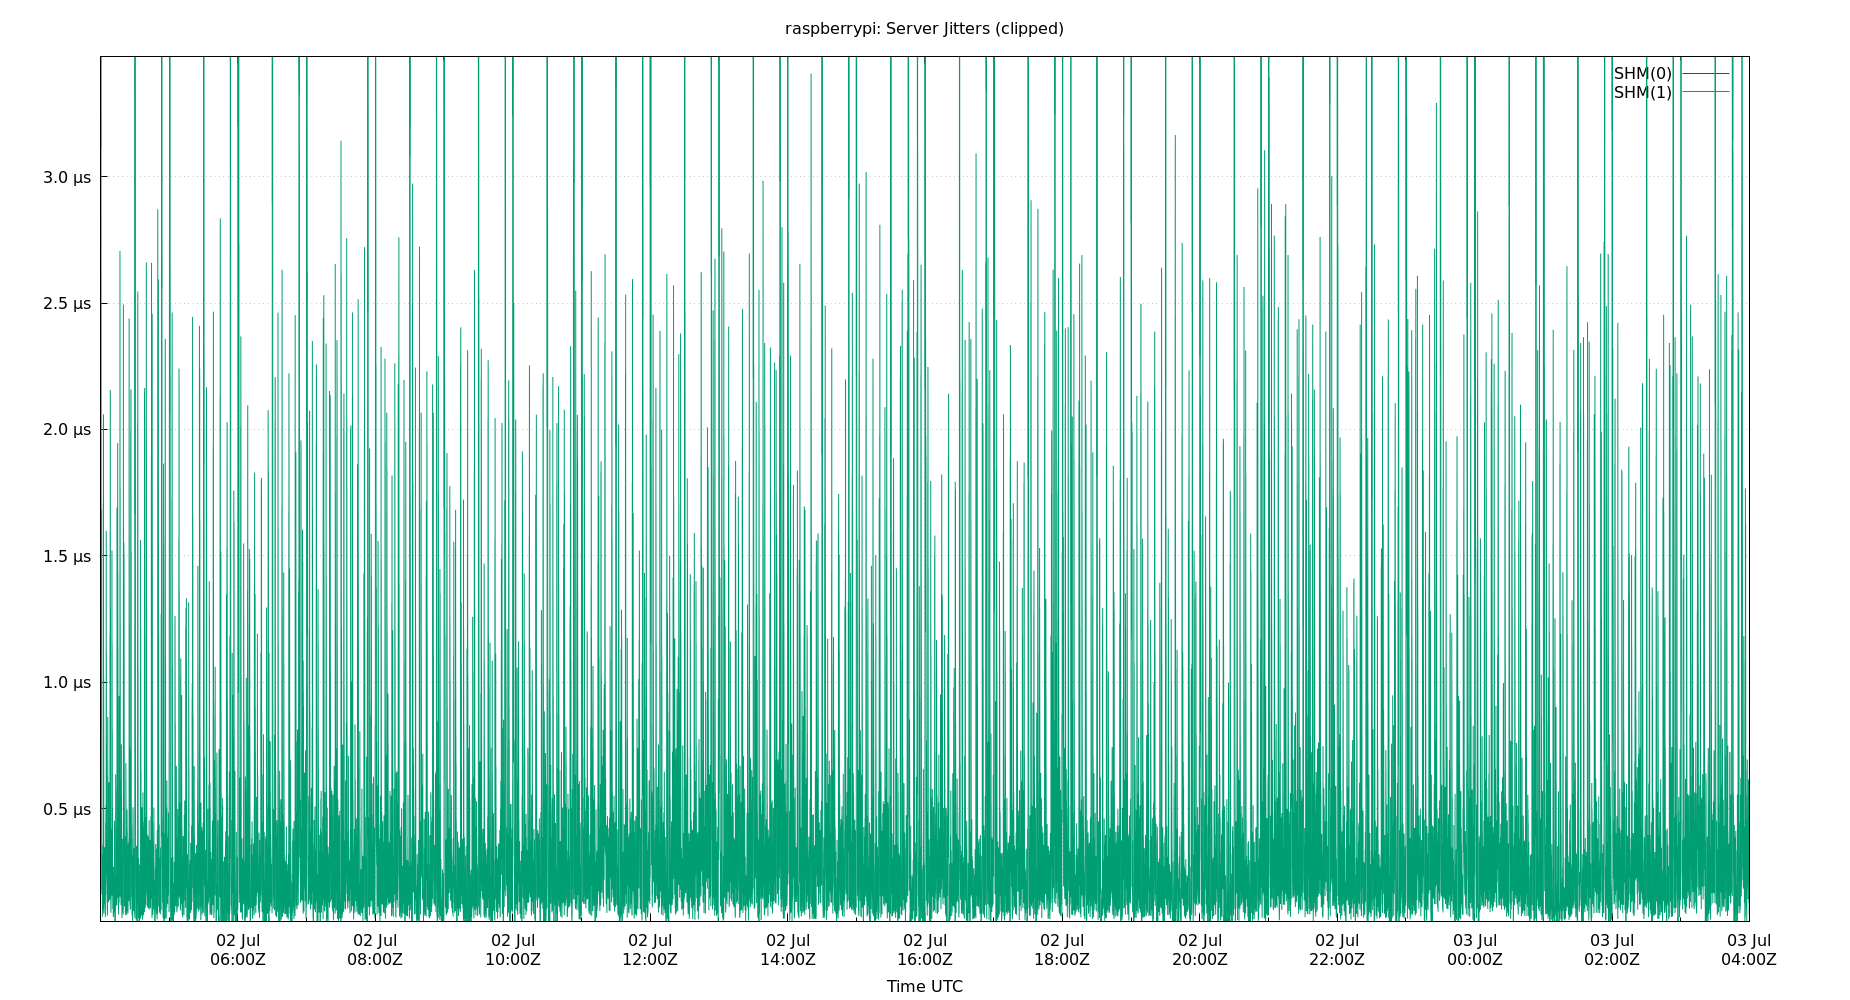 raspberrypi: Server Jitters (clipped)
SHM(0)
SHM(1)
3.0 µs
2.5 µs
2.0 µs
1.5 µs
1.0 µs
0.5 µs
02 Jul 02 Jul 02 Jul 02 Jul 02 Jul 02 Jul 02 Jul 02 Jul 02 Jul 03 Jul 03 Jul 03 Jul
06:00Z 08:00Z 10:00Z 12:00Z 14:00Z 16:00Z 18:00Z 20:00Z 22:00Z 00:00Z 02:00Z 04:00Z
Time UTC